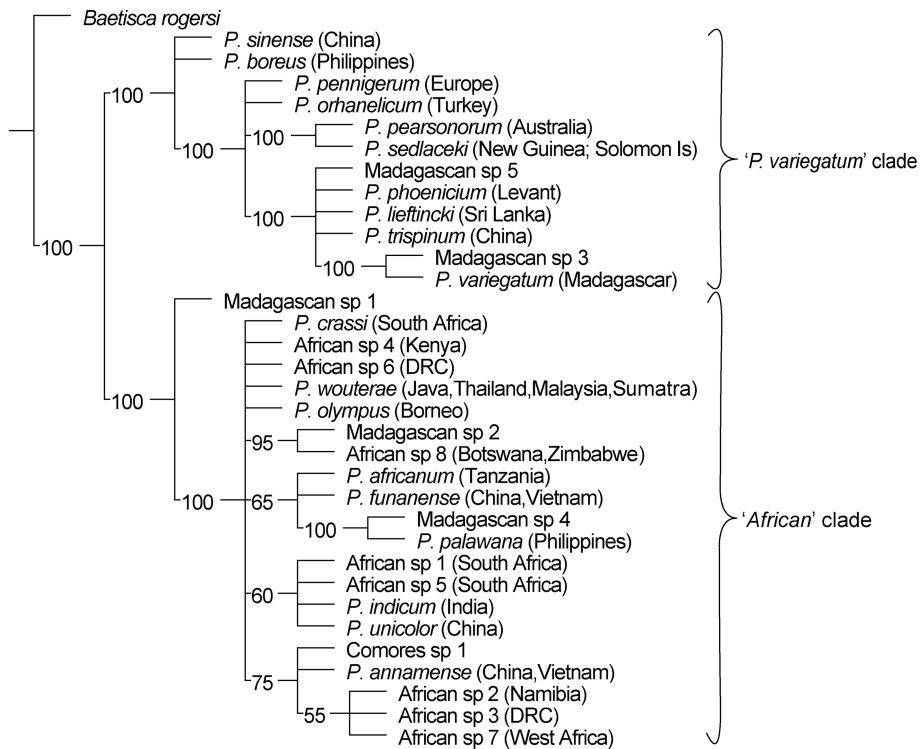 Baetisca rogersi
P. sinense (China)
100
P. boreus (Philippines)
P. pennigerum (Europe)
P. orhanelicum (Turkey)
100
P. pearsonorum (Australia)
100
P. sedlaceki (New Guinea; Solomon Is)
'P. variegatum' clade
Madagascan sp 5
P. phoenicium (Levant)
100
P. lieftincki (Sri Lanka)
P. trispinum (China)
100
Madagascan sp 3
100
P. variegatum (Madagascar)
Madagascan sp 1
P. crassi (South Africa)
African sp 4 (Kenya)
African sp 6 (DRC)
P. wouterae (Java,Thailand,Malaysia,Sumatra)
100
P. olympus (Borneo)
Madagascan sp 2
95
African sp 8 (Botswana,Zimbabwe)
P. africanum (Tanzania)
100
65
P. funanense (China,Vietnam)
Madagascan sp 4
'African' clade
100
P. palawana (Philippines)
African sp 1 (South Africa)
African sp 5 (South Africa)
60
P. indicum (India)
P. unicolor (China)
Comores sp 1
P. annamense (China,Vietnam)
75
African sp 2 (Namibia)
55
African sp 3 (DRC)
African sp 7 (West Africa)